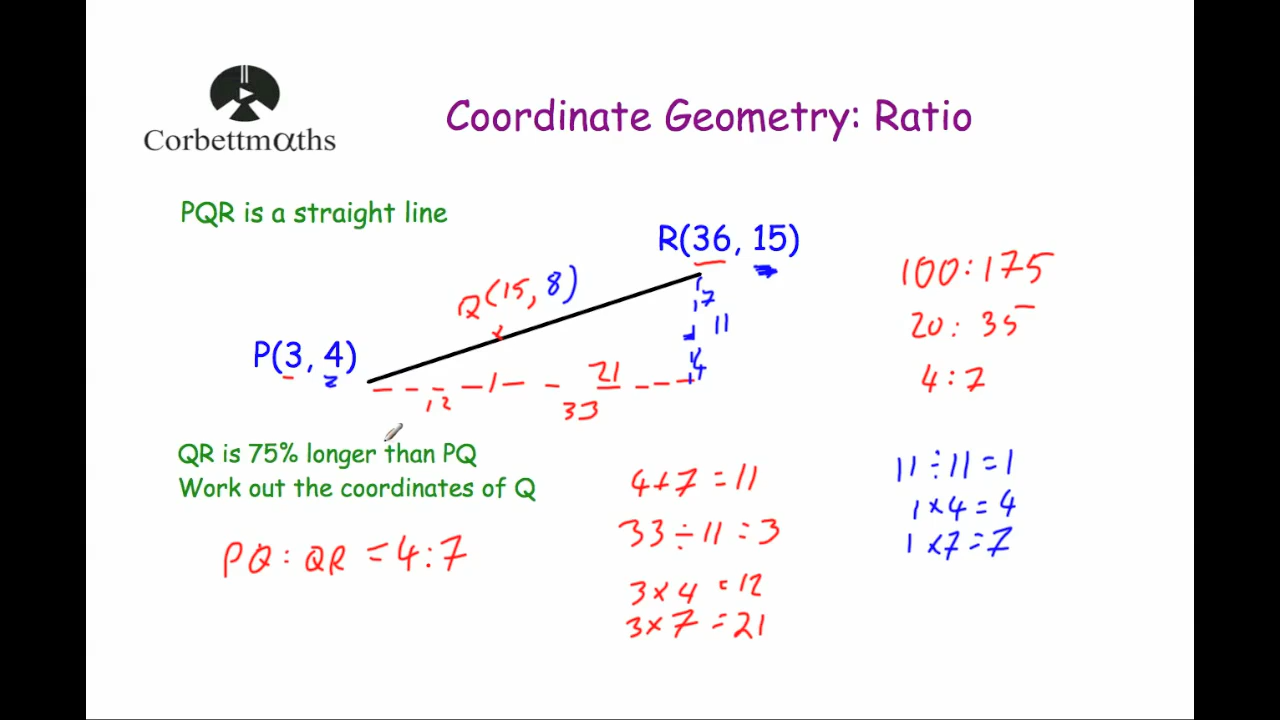 Corbettmαths
Coordinate Geometry: Ratio
PQR is a straight line
R(36, 15)
Q(15, 8)
P(3, 4)
7
11
4
21
12
33
100:175
20:35
4:7
QR is 75% longer than PQ
Work out the coordinates of Q
PQ:QR =4:7
4+7 =11
33÷11=3
3×4 =12
3×7 =21
11÷11=1
1×4=4
1×7=7